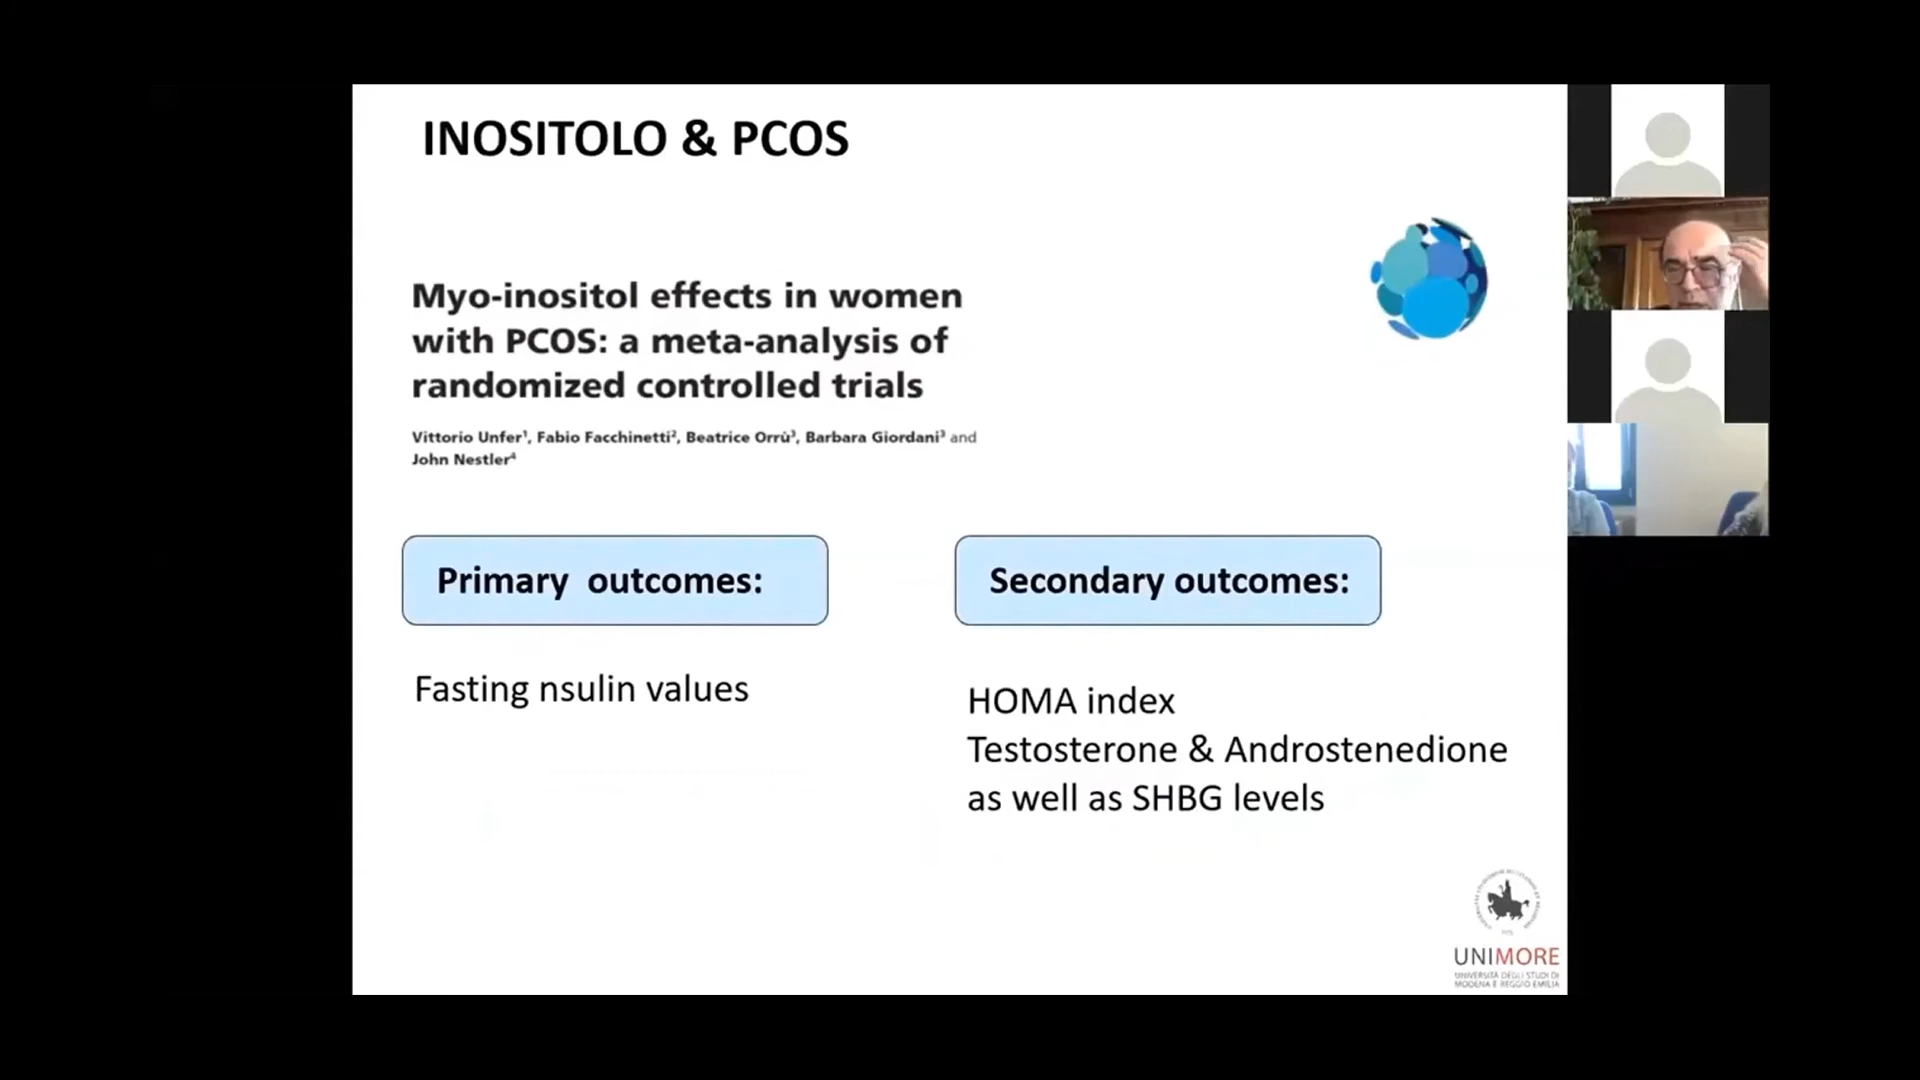 INOSITOLO & PCOS
Myo-inositol effects in women
with PCOS: a meta-analysis of
randomized controlled trials
Vittorio Unfer¹, Fabio Facchinetti², Beatrice Orrù³, Barbara Giordani³ and
John Nestler⁴
Primary outcomes:
Secondary outcomes:
Fasting nsulin values
HOMA index
Testosterone & Androstenedione
as well as SHBG levels
UNIMORE
UNIVERSITÀ DEGLI STUDI DI
MODENA E REGGIO EMILIA